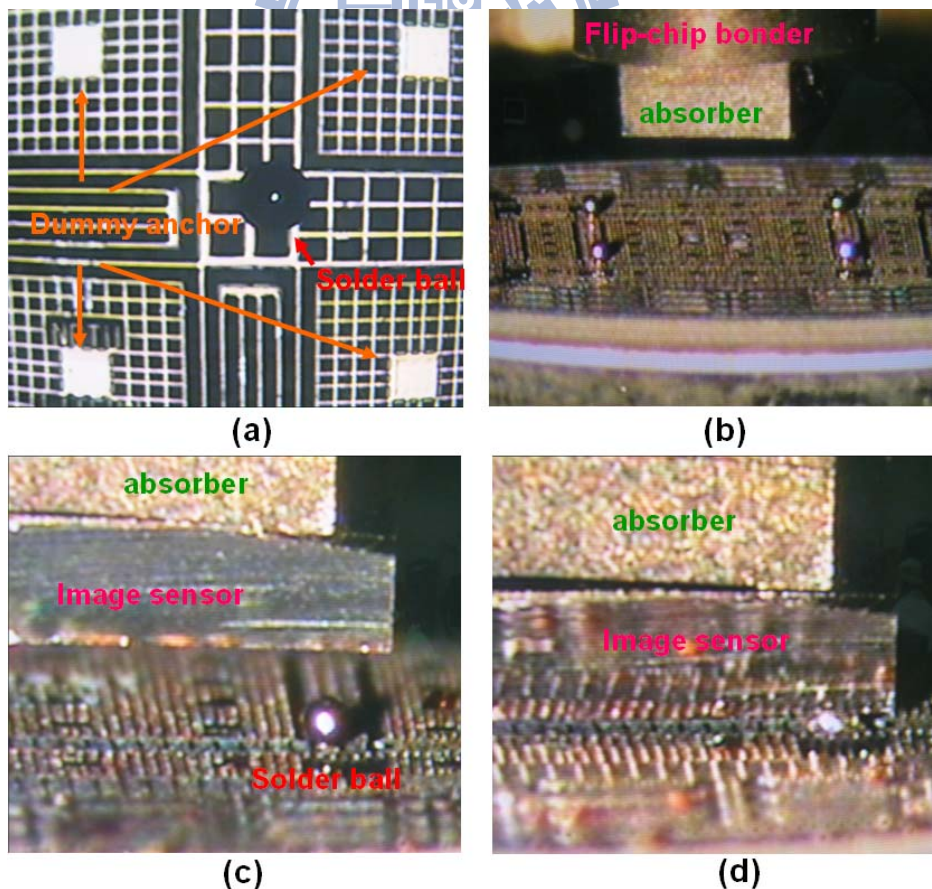 Dummy anchor
Solder ball
(a)
Flip-chip bonder
absorber
(b)
absorber
Image sensor
Solder ball
(c)
absorber
Image sensor
(d)